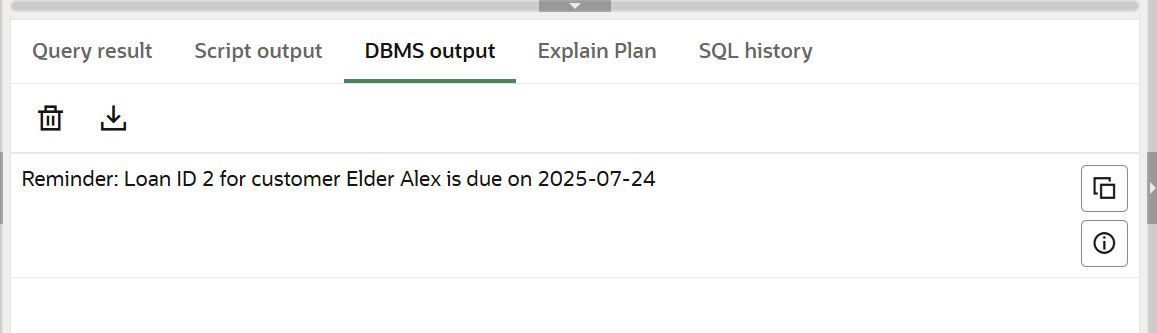 Query result Script output DBMS output Explain Plan SQL history
Reminder: Loan ID 2 for customer Elder Alex is due on 2025-07-24